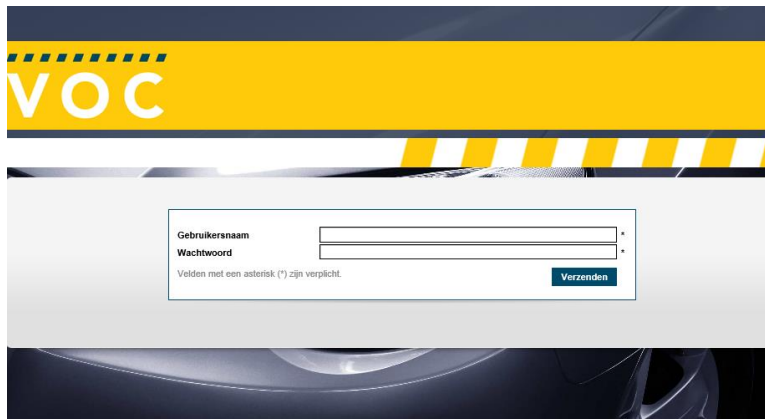 VOC
Gebruikersnaam *
Wachtwoord *
Velden met een asterisk (*) zijn verplicht.
Verzenden